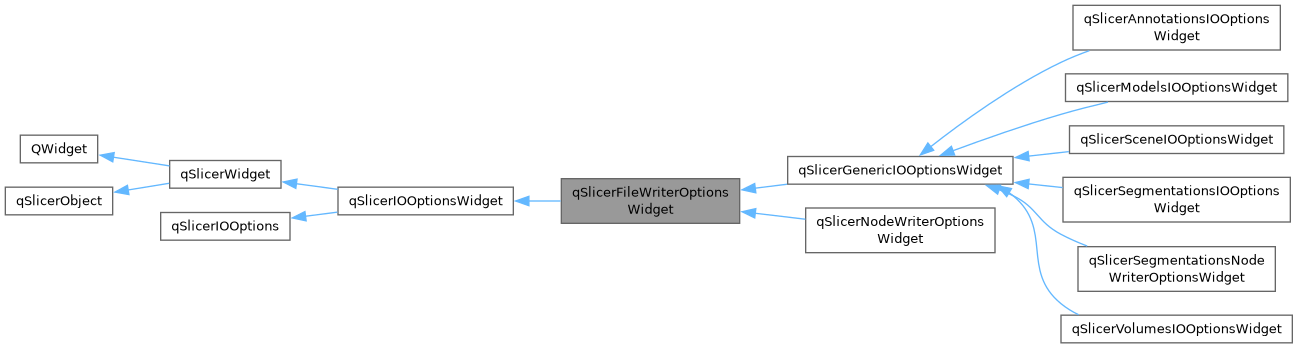 QWidget
qSlicerObject
qSlicerWidget
qSlicerIOOptions
qSlicerIOOptionsWidget
qSlicerFileWriterOptions
Widget
qSlicerGenericIOOptionsWidget
qSlicerNodeWriterOptions
Widget
qSlicerAnnotationsIOOptions
Widget
qSlicerModelsIOOptionsWidget
qSlicerSceneIOOptionsWidget
qSlicerSegmentationsIOOptions
Widget
qSlicerSegmentationsNode
WriterOptionsWidget
qSlicerVolumesIOOptionsWidget